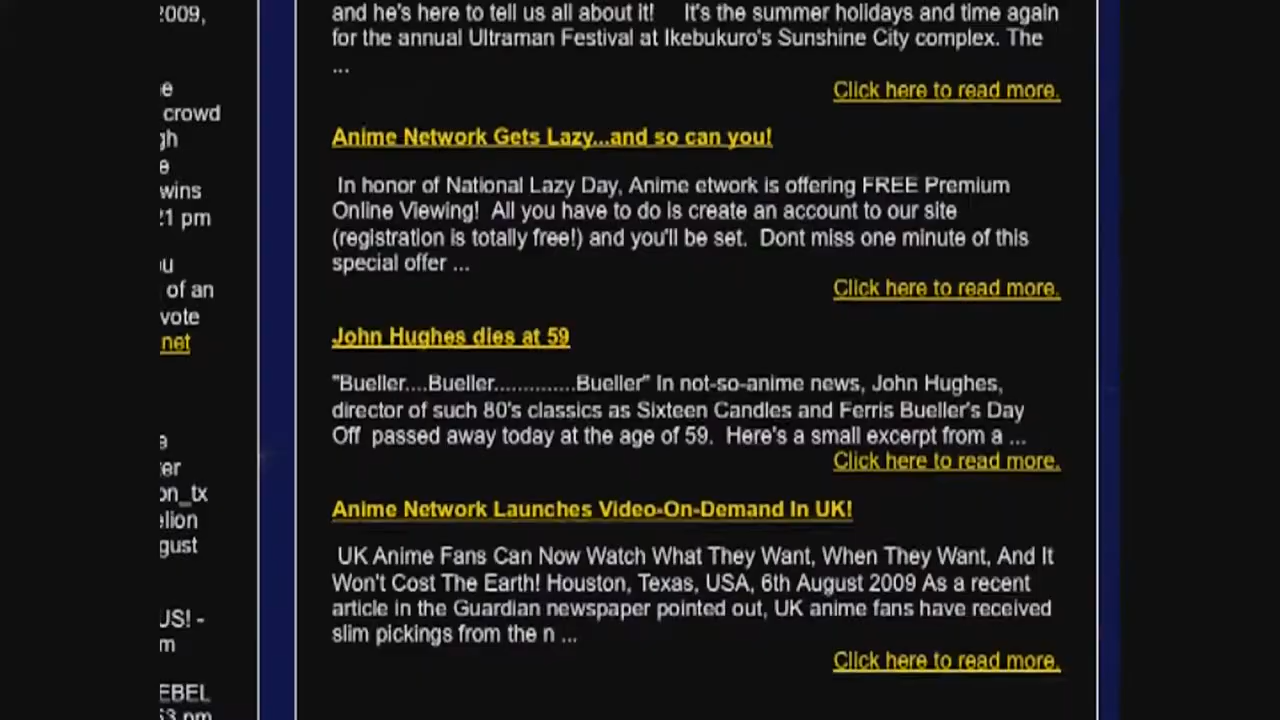 2009,
crowd
wins
21 pm
of an
vote
net
on_tx
US! -
and he's here to tell us all about it! It's the summer holidays and time again
for the annual Ultraman Festival at Ikebukuro's Sunshine City complex. The
...
Click here to read more.
Anime Network Gets Lazy...and so can you!
In honor of National Lazy Day, Anime etwork is offering FREE Premium
Online Viewing! All you have to do is create an account to our site
(registration is totally free!) and you'll be set. Dont miss one minute of this
special offer ...
Click here to read more.
John Hughes dies at 59
"Bueller....Bueller..............Bueller" In not-so-anime news, John Hughes,
director of such 80's classics as Sixteen Candles and Ferris Bueller's Day
Off passed away today at the age of 59. Here's a small excerpt from a ...
Click here to read more.
Anime Network Launches Video-On-Demand In UK!
UK Anime Fans Can Now Watch What They Want, When They Want, And It
Won't Cost The Earth! Houston, Texas, USA, 6th August 2009 As a recent
article in the Guardian newspaper pointed out, UK anime fans have received
slim pickings from the n ...
Click here to read more.